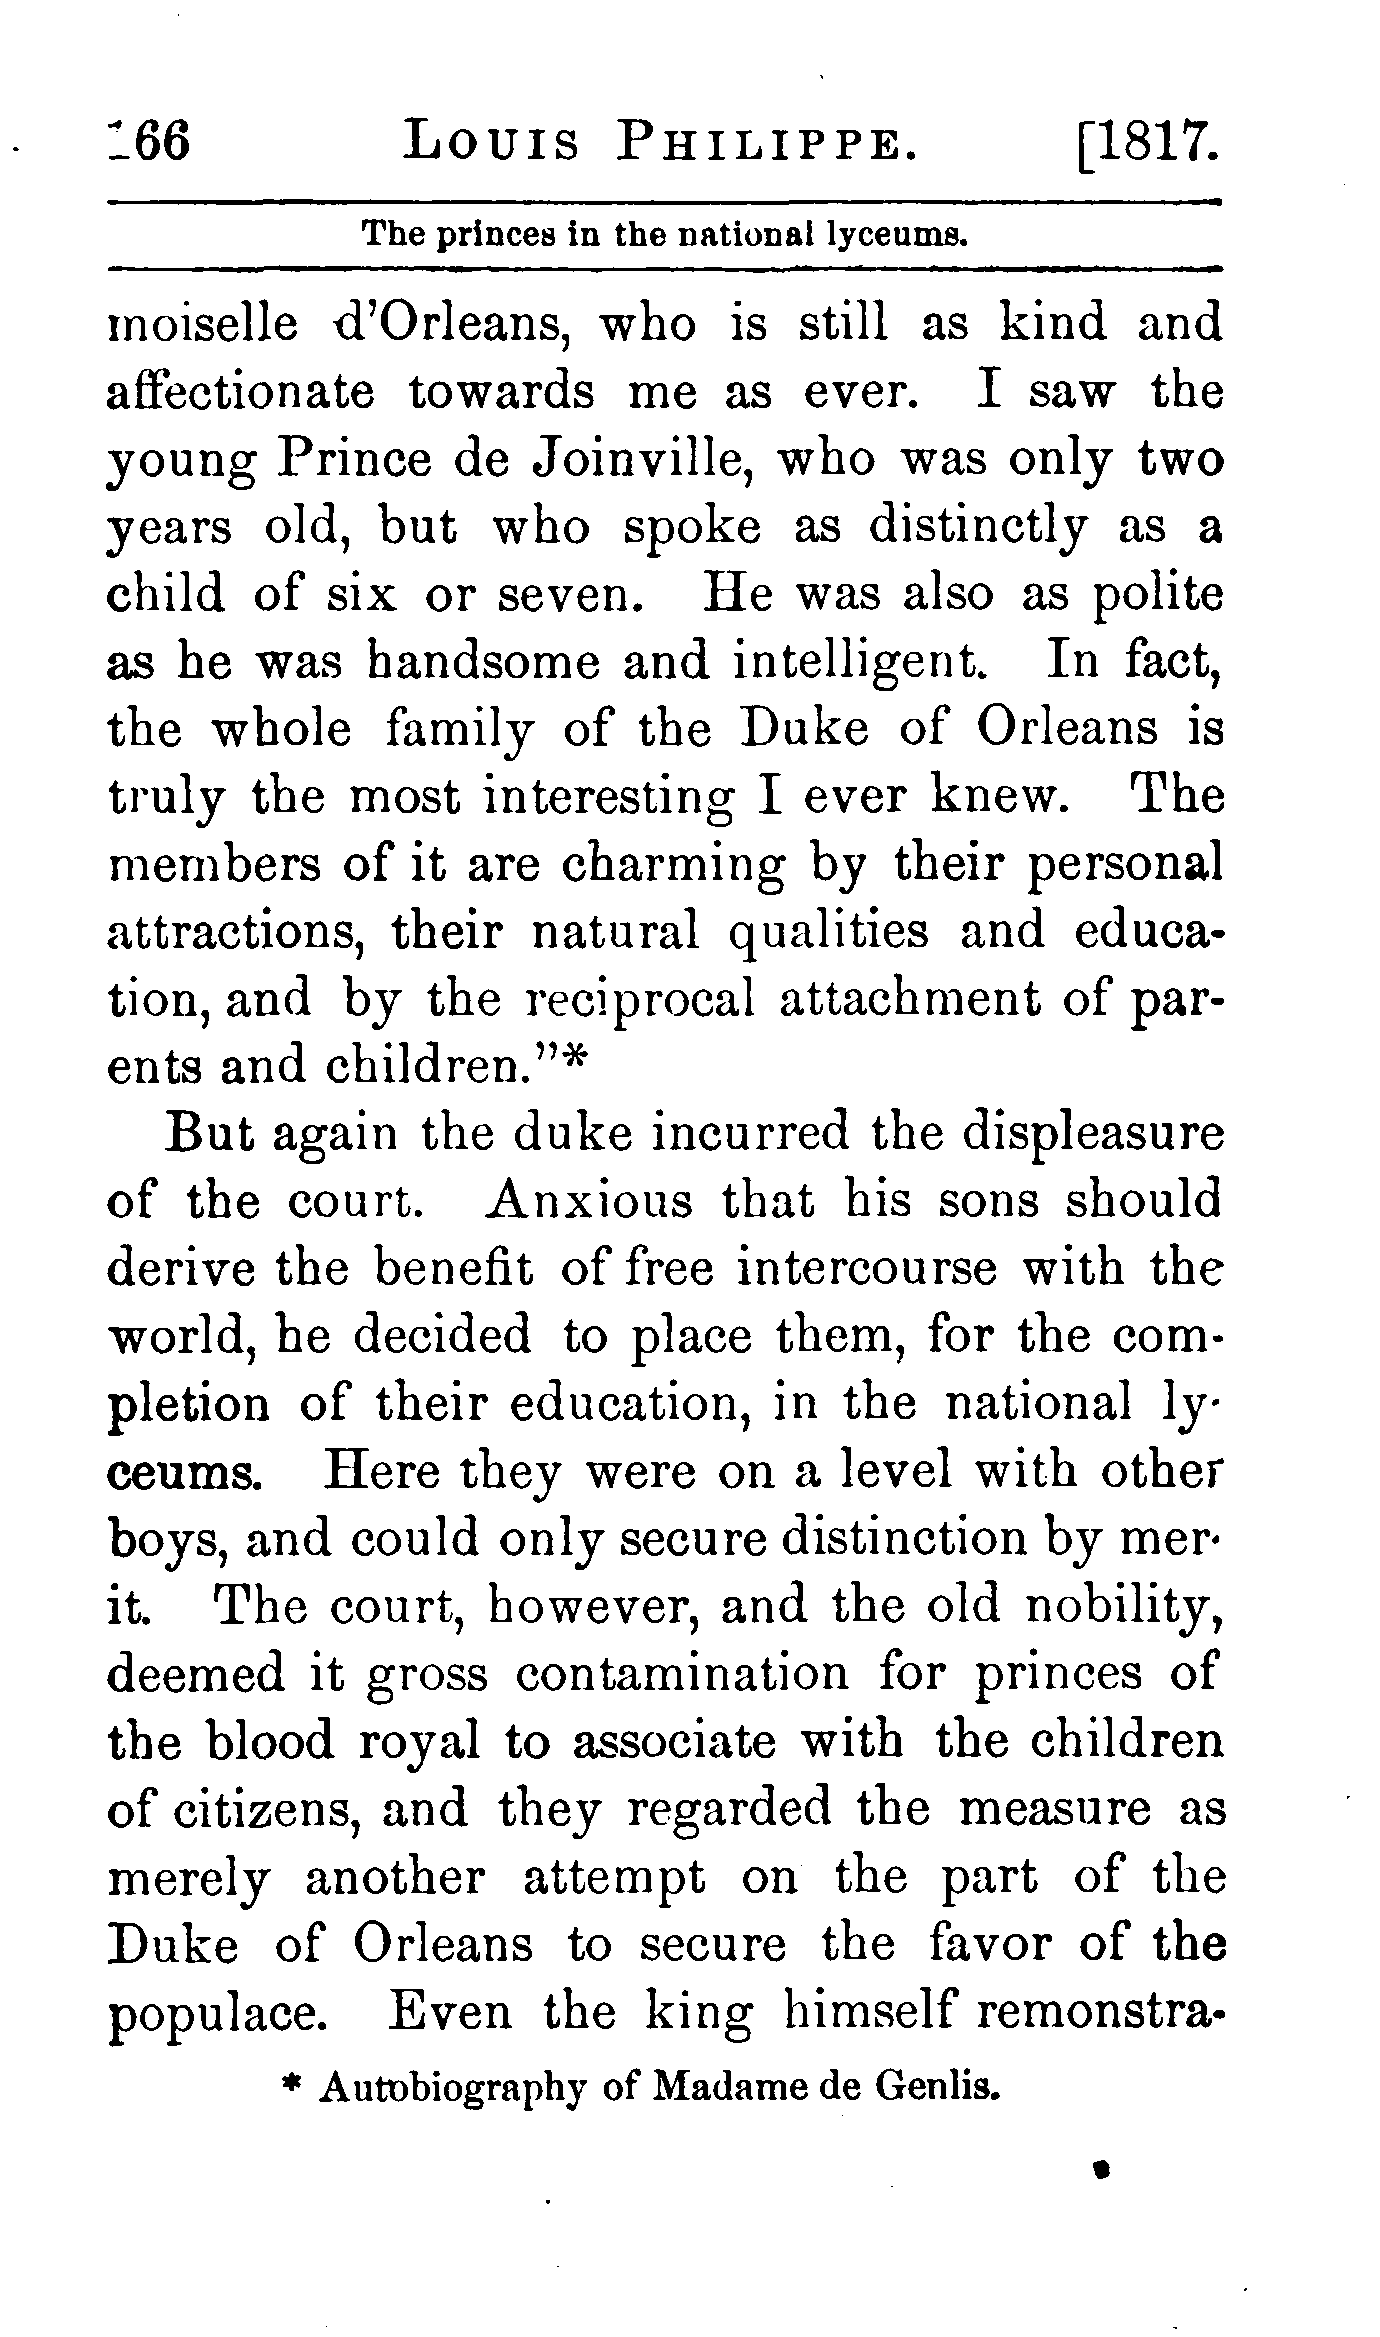 166 LOUIS PHILIPPE. [1817.
The princes in the national lyceums.
moiselle d'Orleans, who is still as kind and
affectionate towards me as ever. I saw the
young Prince de Joinville, who was only two
years old, but who spoke as distinctly as a
child of six or seven. He was also as polite
as he was handsome and intelligent. In fact,
the whole family of the Duke of Orleans is
truly the most interesting I ever knew. The
members of it are charming by their personal
attractions, their natural qualities and educa-
tion, and by the reciprocal attachment of par-
ents and children."*
But again the duke incurred the displeasure
of the court. Anxious that his sons should
derive the benefit of free intercourse with the
world, he decided to place them, for the com-
pletion of their education, in the national ly-
ceums. Here they were on a level with other
boys, and could only secure distinction by mer-
it. The court, however, and the old nobility,
deemed it gross contamination for princes of
the blood royal to associate with the children
of citizens, and they regarded the measure as
merely another attempt on the part of the
Duke of Orleans to secure the favor of the
populace. Even the king himself remonstra-
* Autobiography of Madame de Genlis.